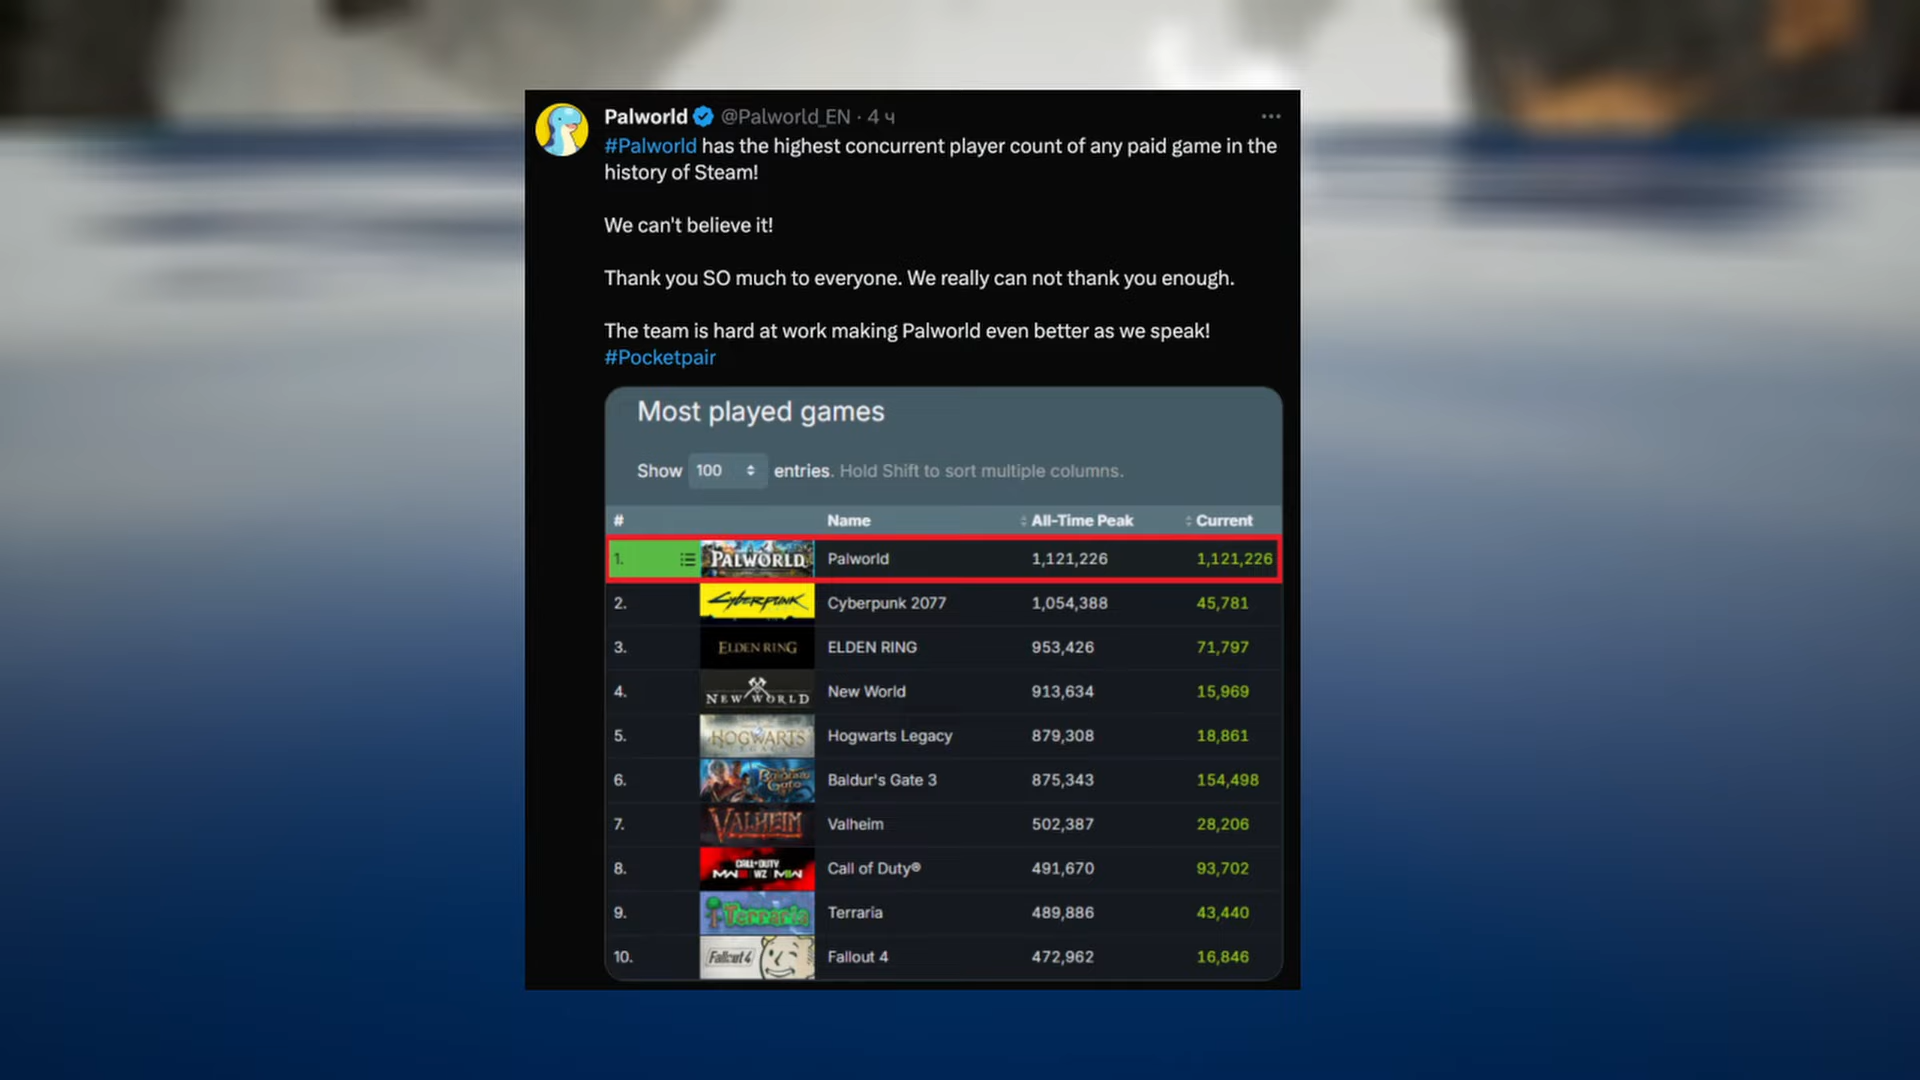 Palworld @Palworld_EN · 4 ч
#Palworld has the highest concurrent player count of any paid game in the
history of Steam!
We can't believe it!
Thank you SO much to everyone. We really can not thank you enough.
The team is hard at work making Palworld even better as we speak!
#Pocketpair
Most played games
Show 100 entries. Hold Shift to sort multiple columns.
# Name All-Time Peak Current
1. PALWORLD Palworld 1,121,226 1,121,226
2. Cyberpunk Cyberpunk 2077 1,054,388 45,781
3. ELDEN RING ELDEN RING 953,426 71,797
4. NEW WORLD New World 913,634 15,969
5. HOGWARTS LEGACY Hogwarts Legacy 879,308 18,861
6. Baldur's Gate Baldur's Gate 3 875,343 154,498
7. VALHEIM Valheim 502,387 28,206
8. CALL OF DUTY MWIII WZ MWII Call of Duty® 491,670 93,702
9. Terraria Terraria 489,886 43,440
10. Fallout 4 Fallout 4 472,962 16,846